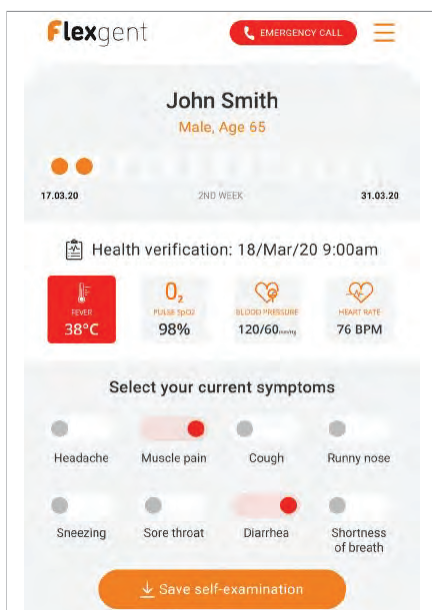 Flexgent
EMERGENCY CALL
John Smith
Male, Age 65
17.03.20 2ND WEEK 31.03.20
Health verification: 18/Mar/20 9:00am
FEVER PULSE SpO2 BLOOD PRESSURE HEART RATE
O2
38°C 98% 120/60mmHg 76 BPM
Select your current symptoms
Headache Muscle pain Cough Runny nose
Sneezing Sore throat Diarrhea Shortness
of breath
Save self-examination